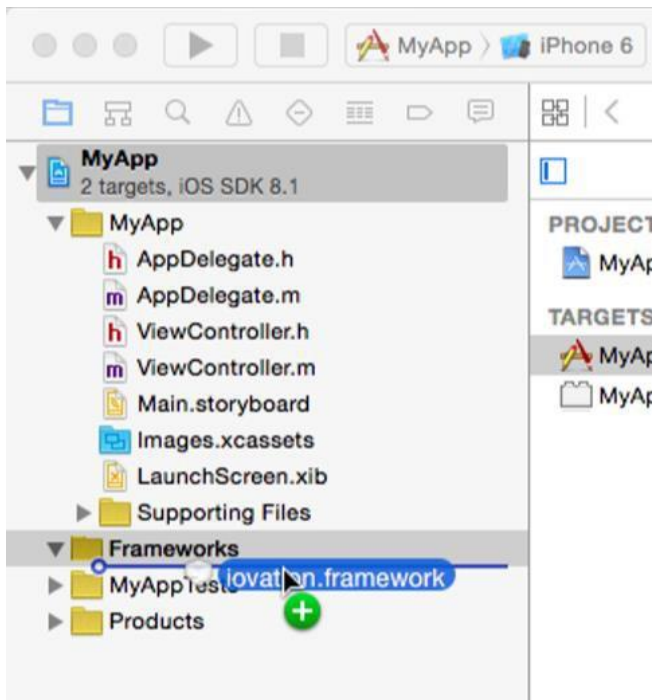 MyApp
iPhone 6
MyApp
2 targets, iOS SDK 8.1
MyApp
h AppDelegate.h
m AppDelegate.m
h ViewController.h
m ViewController.m
Main.storyboard
Images.xcassets
LaunchScreen.xib
Supporting Files
Frameworks
iovation.framework
MyAppTests
Products
PROJECT
TARGETS